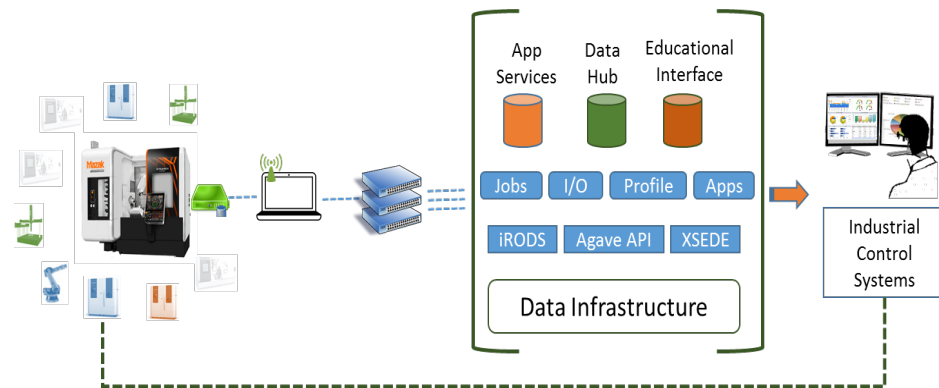 App
Services
Data
Hub
Educational
Interface
Mazak
Jobs
I/O
Profile
Apps
iRODS
Agave API
XSEDE
Data Infrastructure
Industrial
Control
Systems